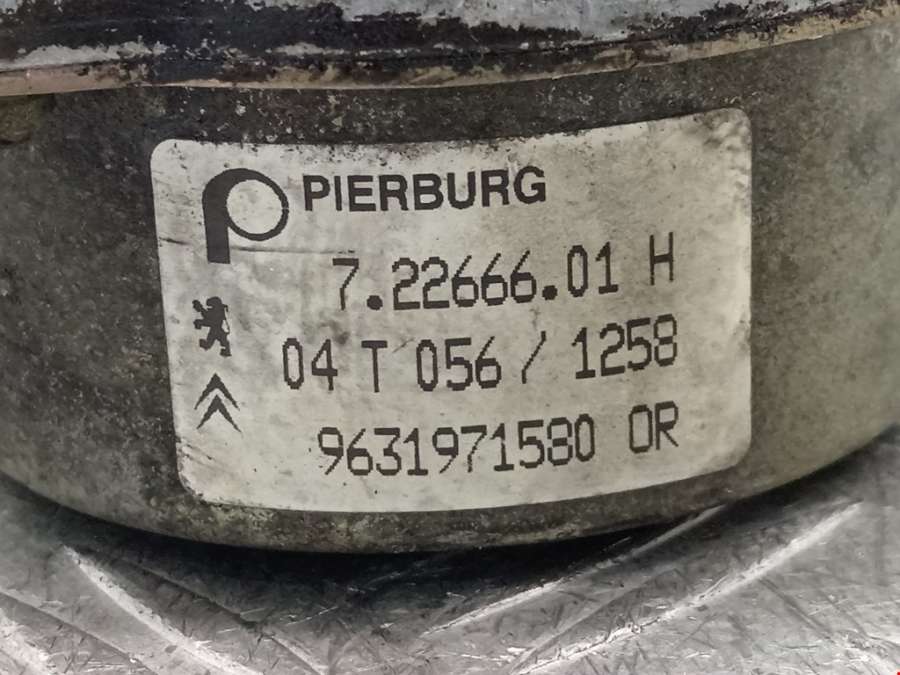 PIERBURG
7.22666.01 H
04 T 056 / 1258
9631971580 OR